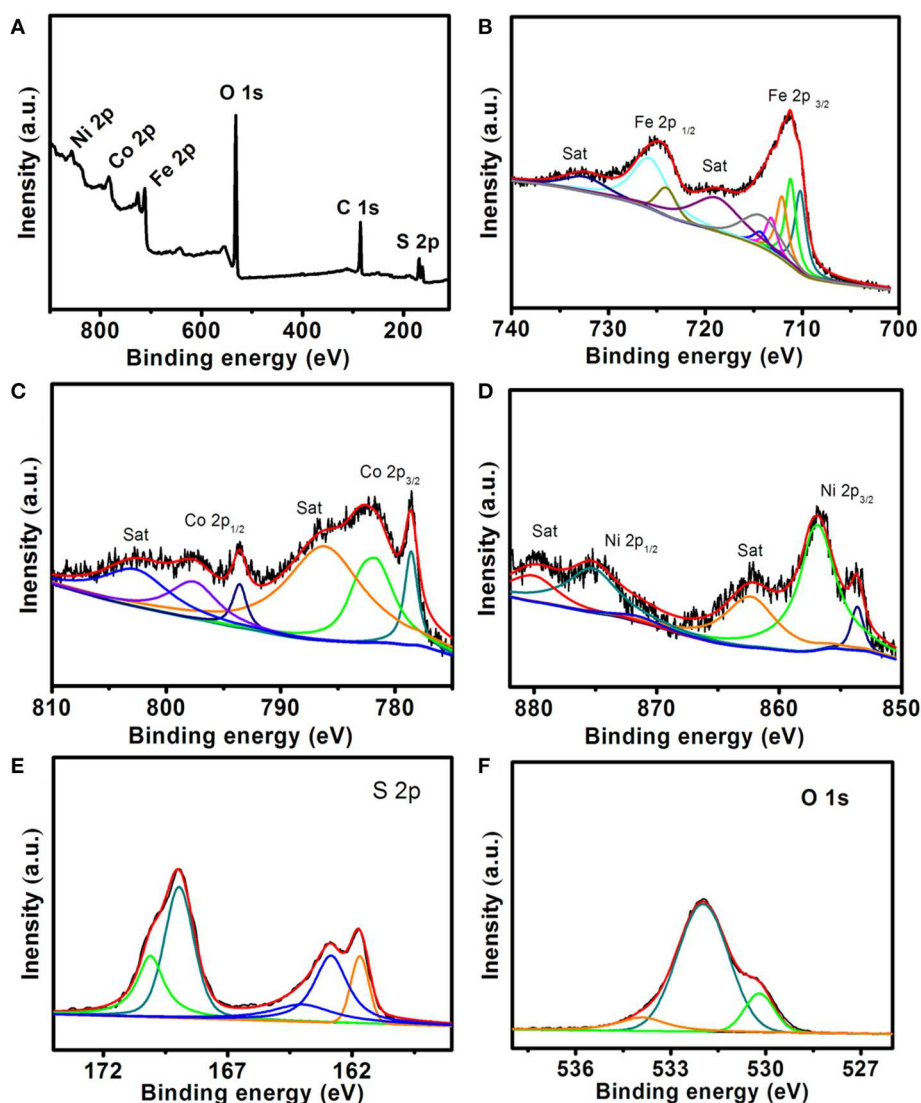 A
Inensity (a.u.)
Ni 2p
Co 2p
Fe 2p
O 1s
C 1s
S 2p
800 600 400 200
Binding energy (eV)
B
Inensity (a.u.)
Sat
Fe 2p 1/2
Sat
Fe 2p 3/2
740 730 720 710 700
Binding energy (eV)
C
Inensity (a.u.)
Sat
Co 2p1/2
Sat
Co 2p3/2
810 800 790 780
Binding energy (eV)
D
Inensity (a.u.)
Sat
Ni 2p1/2
Sat
Ni 2p3/2
880 870 860 850
Binding energy (eV)
E
Inensity (a.u.)
S 2p
172 167 162
Binding energy (eV)
F
Inensity (a.u.)
O 1s
536 533 530 527
Binding energy (eV)